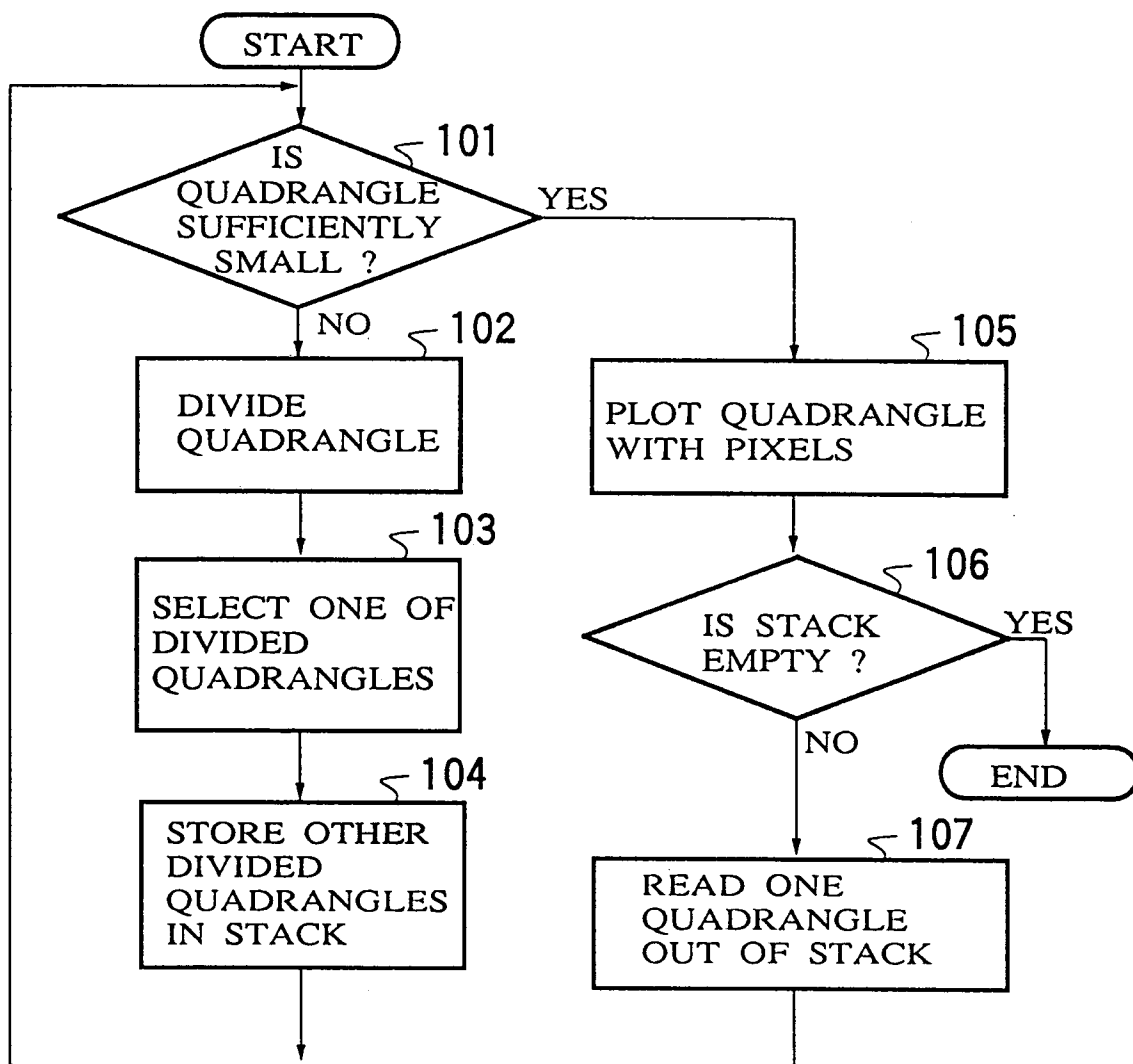 START
101
IS
QUADRANGLE
SUFFICIENTLY
SMALL ?
YES
NO
102
DIVIDE
QUADRANGLE
103
SELECT ONE OF
DIVIDED
QUADRANGLES
104
STORE OTHER
DIVIDED
QUADRANGLES
IN STACK
105
PLOT QUADRANGLE
WITH PIXELS
106
IS STACK
EMPTY ?
YES
NO
END
107
READ ONE
QUADRANGLE
OUT OF STACK